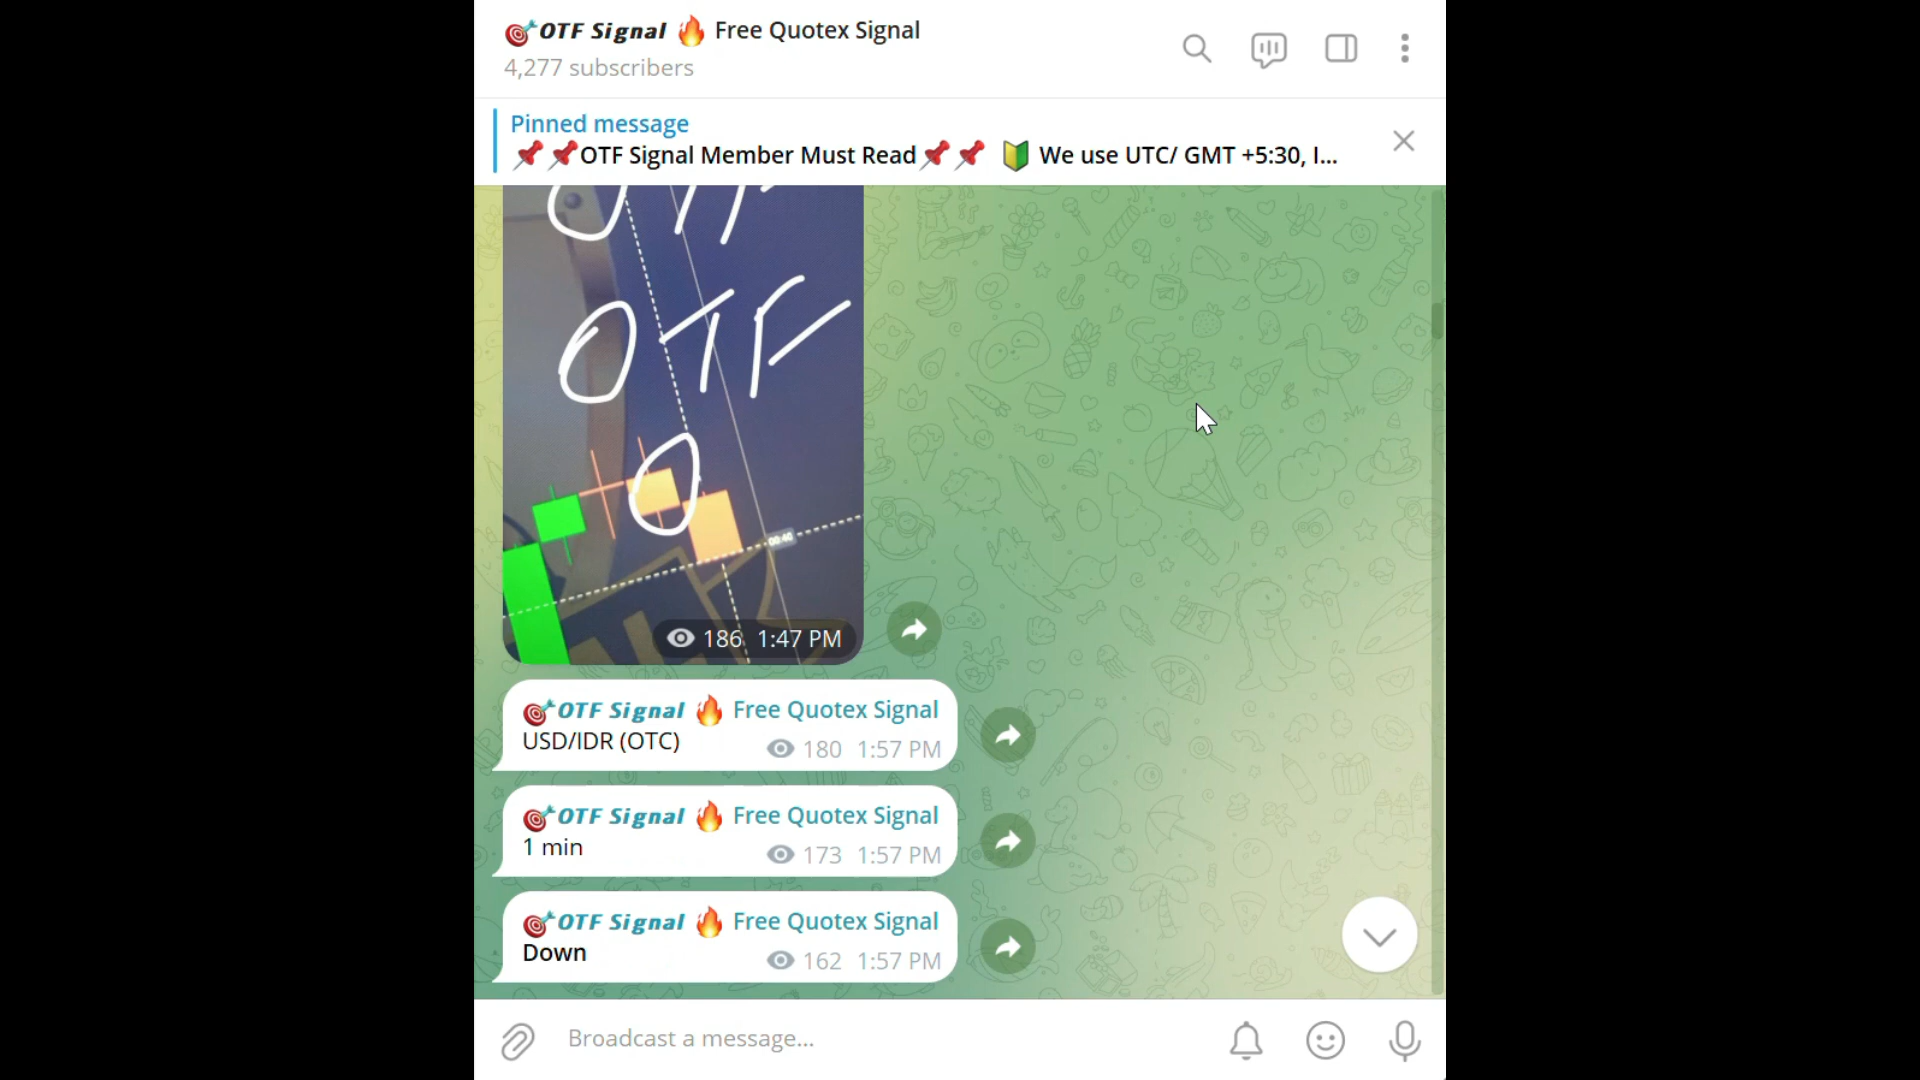 🎯OTF Signal 🔥 Free Quotex Signal
4,277 subscribers
Pinned message
📌📌OTF Signal Member Must Read📌📌 🔰 We use UTC/ GMT +5:30, I...
OTF
00:40
186 1:47 PM
🎯OTF Signal 🔥 Free Quotex Signal
USD/IDR (OTC)
180 1:57 PM
🎯OTF Signal 🔥 Free Quotex Signal
1 min
173 1:57 PM
🎯OTF Signal 🔥 Free Quotex Signal
Down
162 1:57 PM
Broadcast a message...